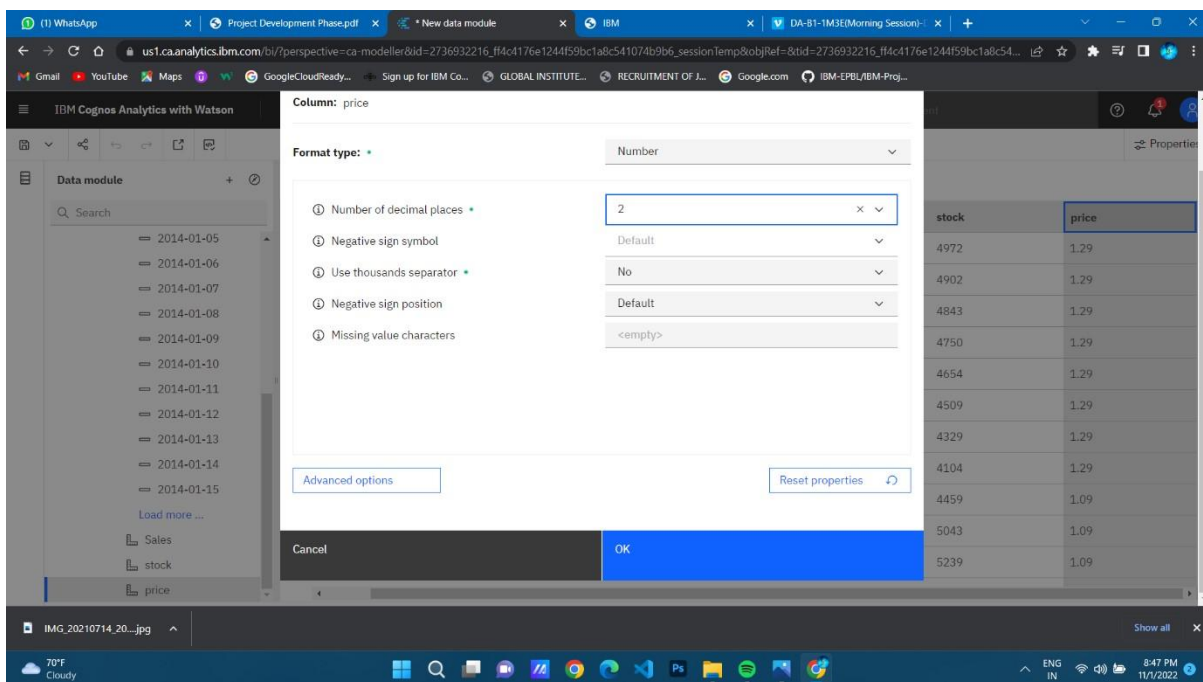 (1) WhatsApp
Project Development Phase.pdf
* New data module
IBM
DA-B1-1M3E(Morning Session)-
us1.ca.analytics.ibm.com/bi/?perspective=ca-modeller&id=2736932216_ff4c4176e1244f59bc1a8c541074b9b6_sessionTemp&objRef=&tid=2736932216_ff4c4176e1244f59bc1a8c54...
Gmail
YouTube
Maps
GoogleCloudReady...
Sign up for IBM Co...
GLOBAL INSTITUTE...
RECRUITMENT OF J...
Google.com
IBM-EPBL/IBM-Proj...
IBM Cognos Analytics with Watson
Properties
Data module
Search
2014-01-05
2014-01-06
2014-01-07
2014-01-08
2014-01-09
2014-01-10
2014-01-11
2014-01-12
2014-01-13
2014-01-14
2014-01-15
Load more ...
Sales
stock
price
Column: price
Format type: Number
Number of decimal places 2
Negative sign symbol Default
Use thousands separator No
Negative sign position Default
Missing value characters <empty>
Advanced options
Reset properties
Cancel
OK
stock price
4972 1.29
4902 1.29
4843 1.29
4750 1.29
4654 1.29
4509 1.29
4329 1.29
4104 1.29
4459 1.09
5043 1.09
5239 1.09
IMG_20210714_20....jpg
Show all
70°F
Cloudy
ENG
IN
8:47 PM
11/1/2022
2